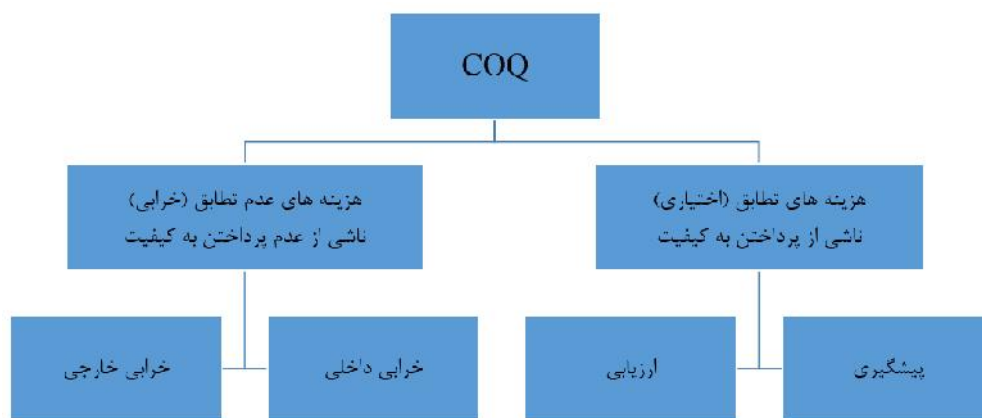 COQ
هزینه های تطابق (اختیاری)
ناشی از پرداختن به کیفیت
هزینه های عدم تطابق (خرابی)
ناشی از عدم پرداختن به کیفیت
پیشگیری
ارزیابی
خرابی داخلی
خرابی خارجی